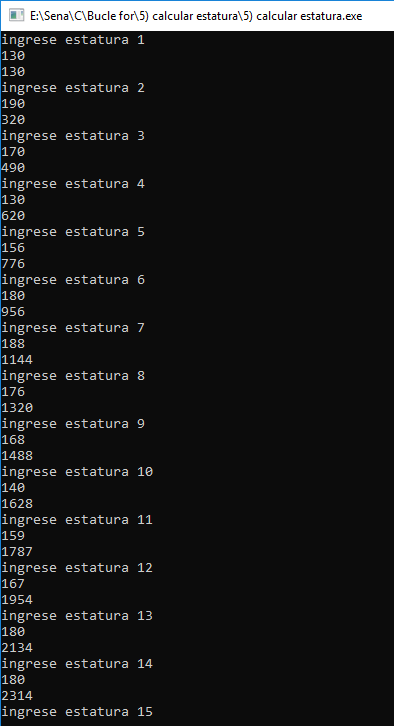 E:\Sena\C\Bucle for\5) calcular estatura\5) calcular estatura.exe
ingrese estatura 1
130
130
ingrese estatura 2
190
320
ingrese estatura 3
170
490
ingrese estatura 4
130
620
ingrese estatura 5
156
776
ingrese estatura 6
180
956
ingrese estatura 7
188
1144
ingrese estatura 8
176
1320
ingrese estatura 9
168
1488
ingrese estatura 10
140
1628
ingrese estatura 11
159
1787
ingrese estatura 12
167
1954
ingrese estatura 13
180
2134
ingrese estatura 14
180
2314
ingrese estatura 15